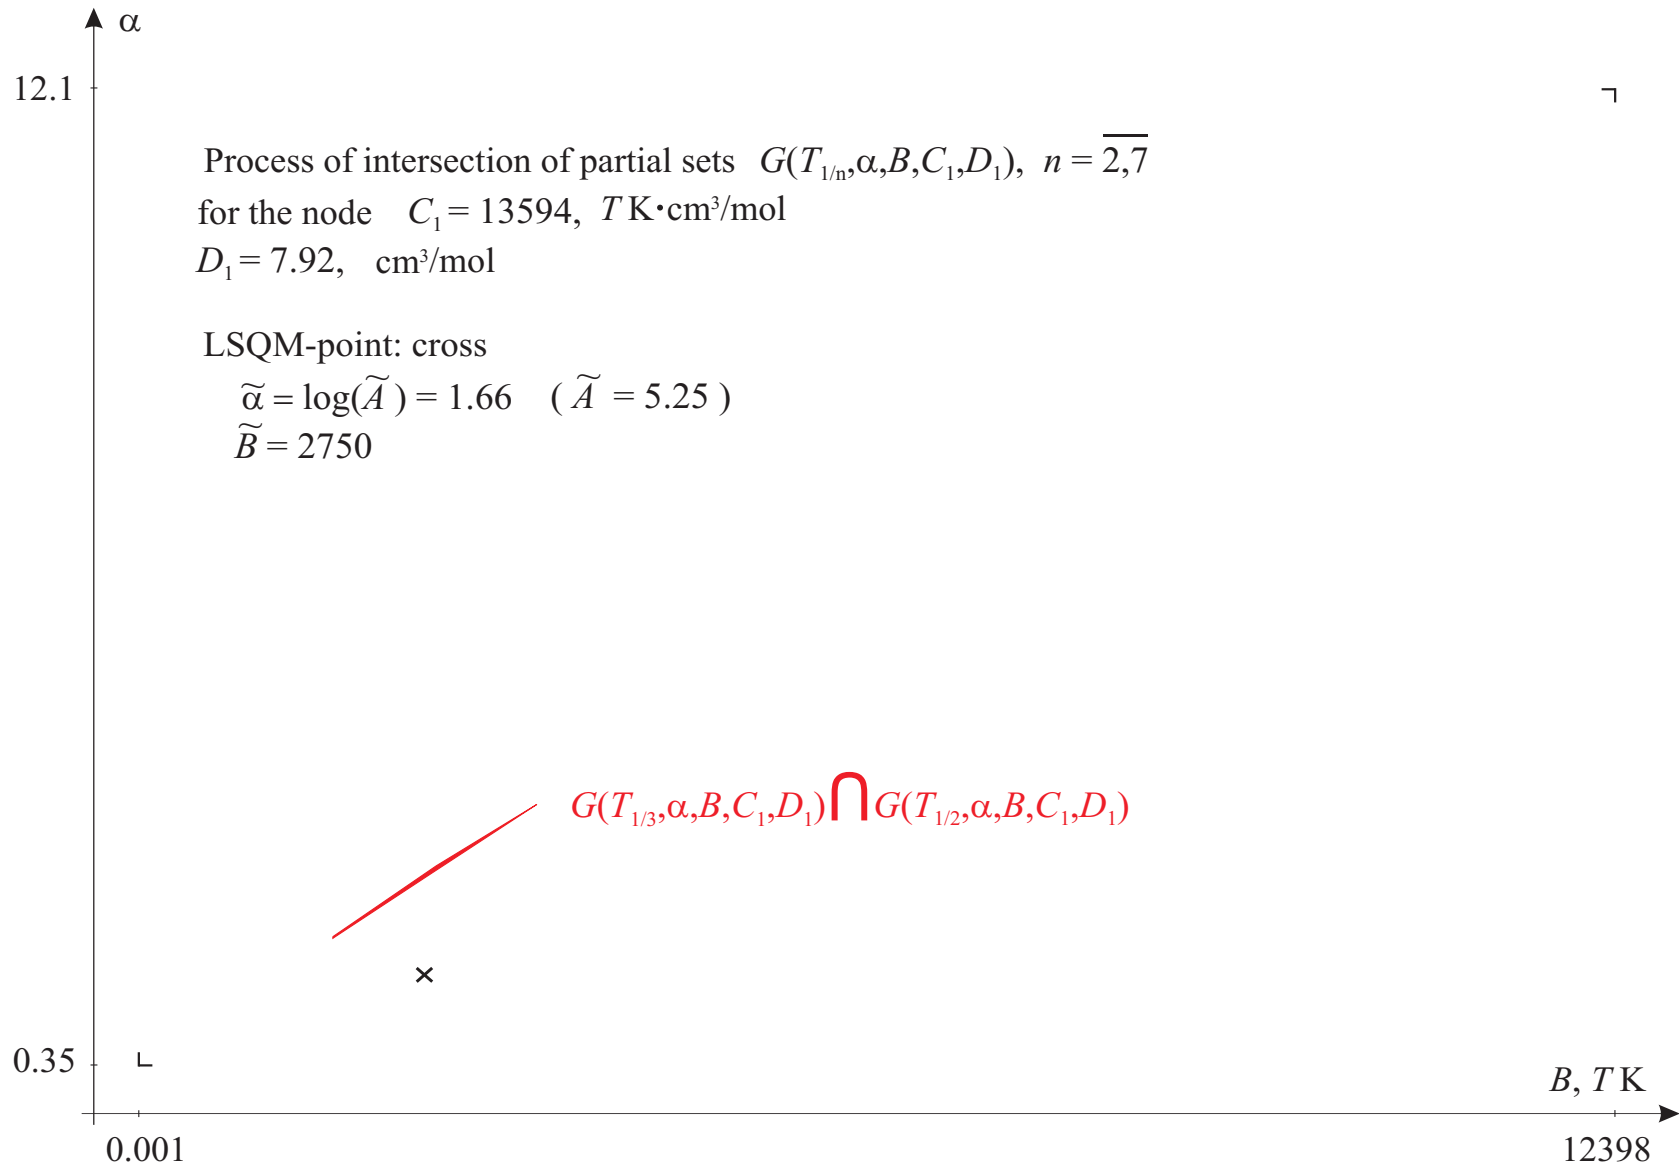 α
12.1
Process of intersection of partial sets G(T₁/ₙ,α,B,C₁,D₁), n = 2,7
for the node C₁ = 13594, T K·cm³/mol
D₁ = 7.92, cm³/mol
LSQM-point: cross
α̃ = log(Ã) = 1.66 ( Ã = 5.25 )
B̃ = 2750
G(T₁/₃,α,B,C₁,D₁)⋂G(T₁/₂,α,B,C₁,D₁)
0.35
B, T K
0.001 12398